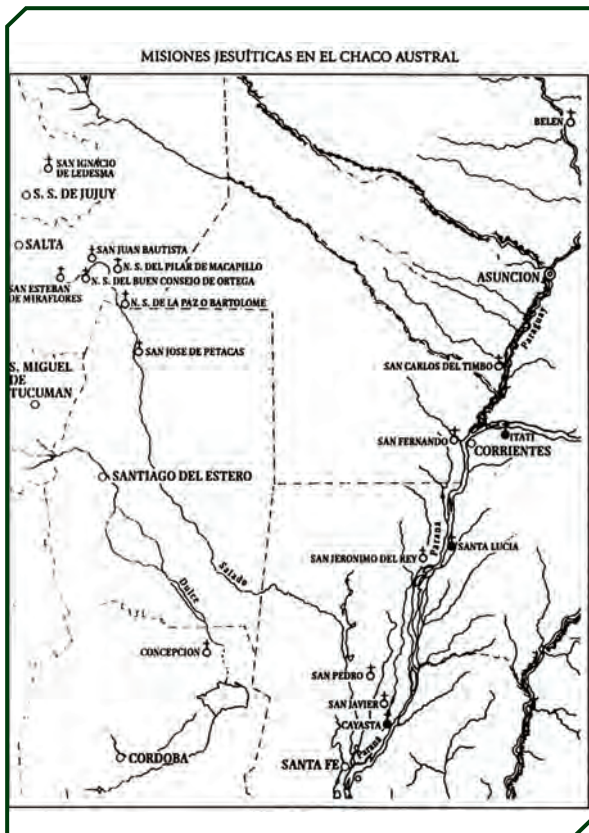 MISIONES JESUÍTICAS EN EL CHACO AUSTRAL
BELEN
SAN IGNACIO
DE LEDESMA
S. S. DE JUJUY
SALTA
SAN JUAN BAUTISTA
N. S. DEL PILAR DE MACAPILLO
SAN ESTEBAN
DE MIRAFLORES
N. S. DEL BUEN CONSEJO DE ORTEGA
ASUNCION
N. S. DE LA PAZ O BARTOLOME
Paraguay
SAN JOSE DE PETACAS
SAN CARLOS DEL TIMBO
S. MIGUEL
DE
TUCUMAN
SAN FERNANDO
ITATI
CORRIENTES
SANTIAGO DEL ESTERO
Paraná
SANTA LUCIA
SAN JERONIMO DEL REY
Salado
Dulce
CONCEPCION
SAN PEDRO
SAN JAVIER
CAYASTA
Paraná
CORDOBA
SANTA FE